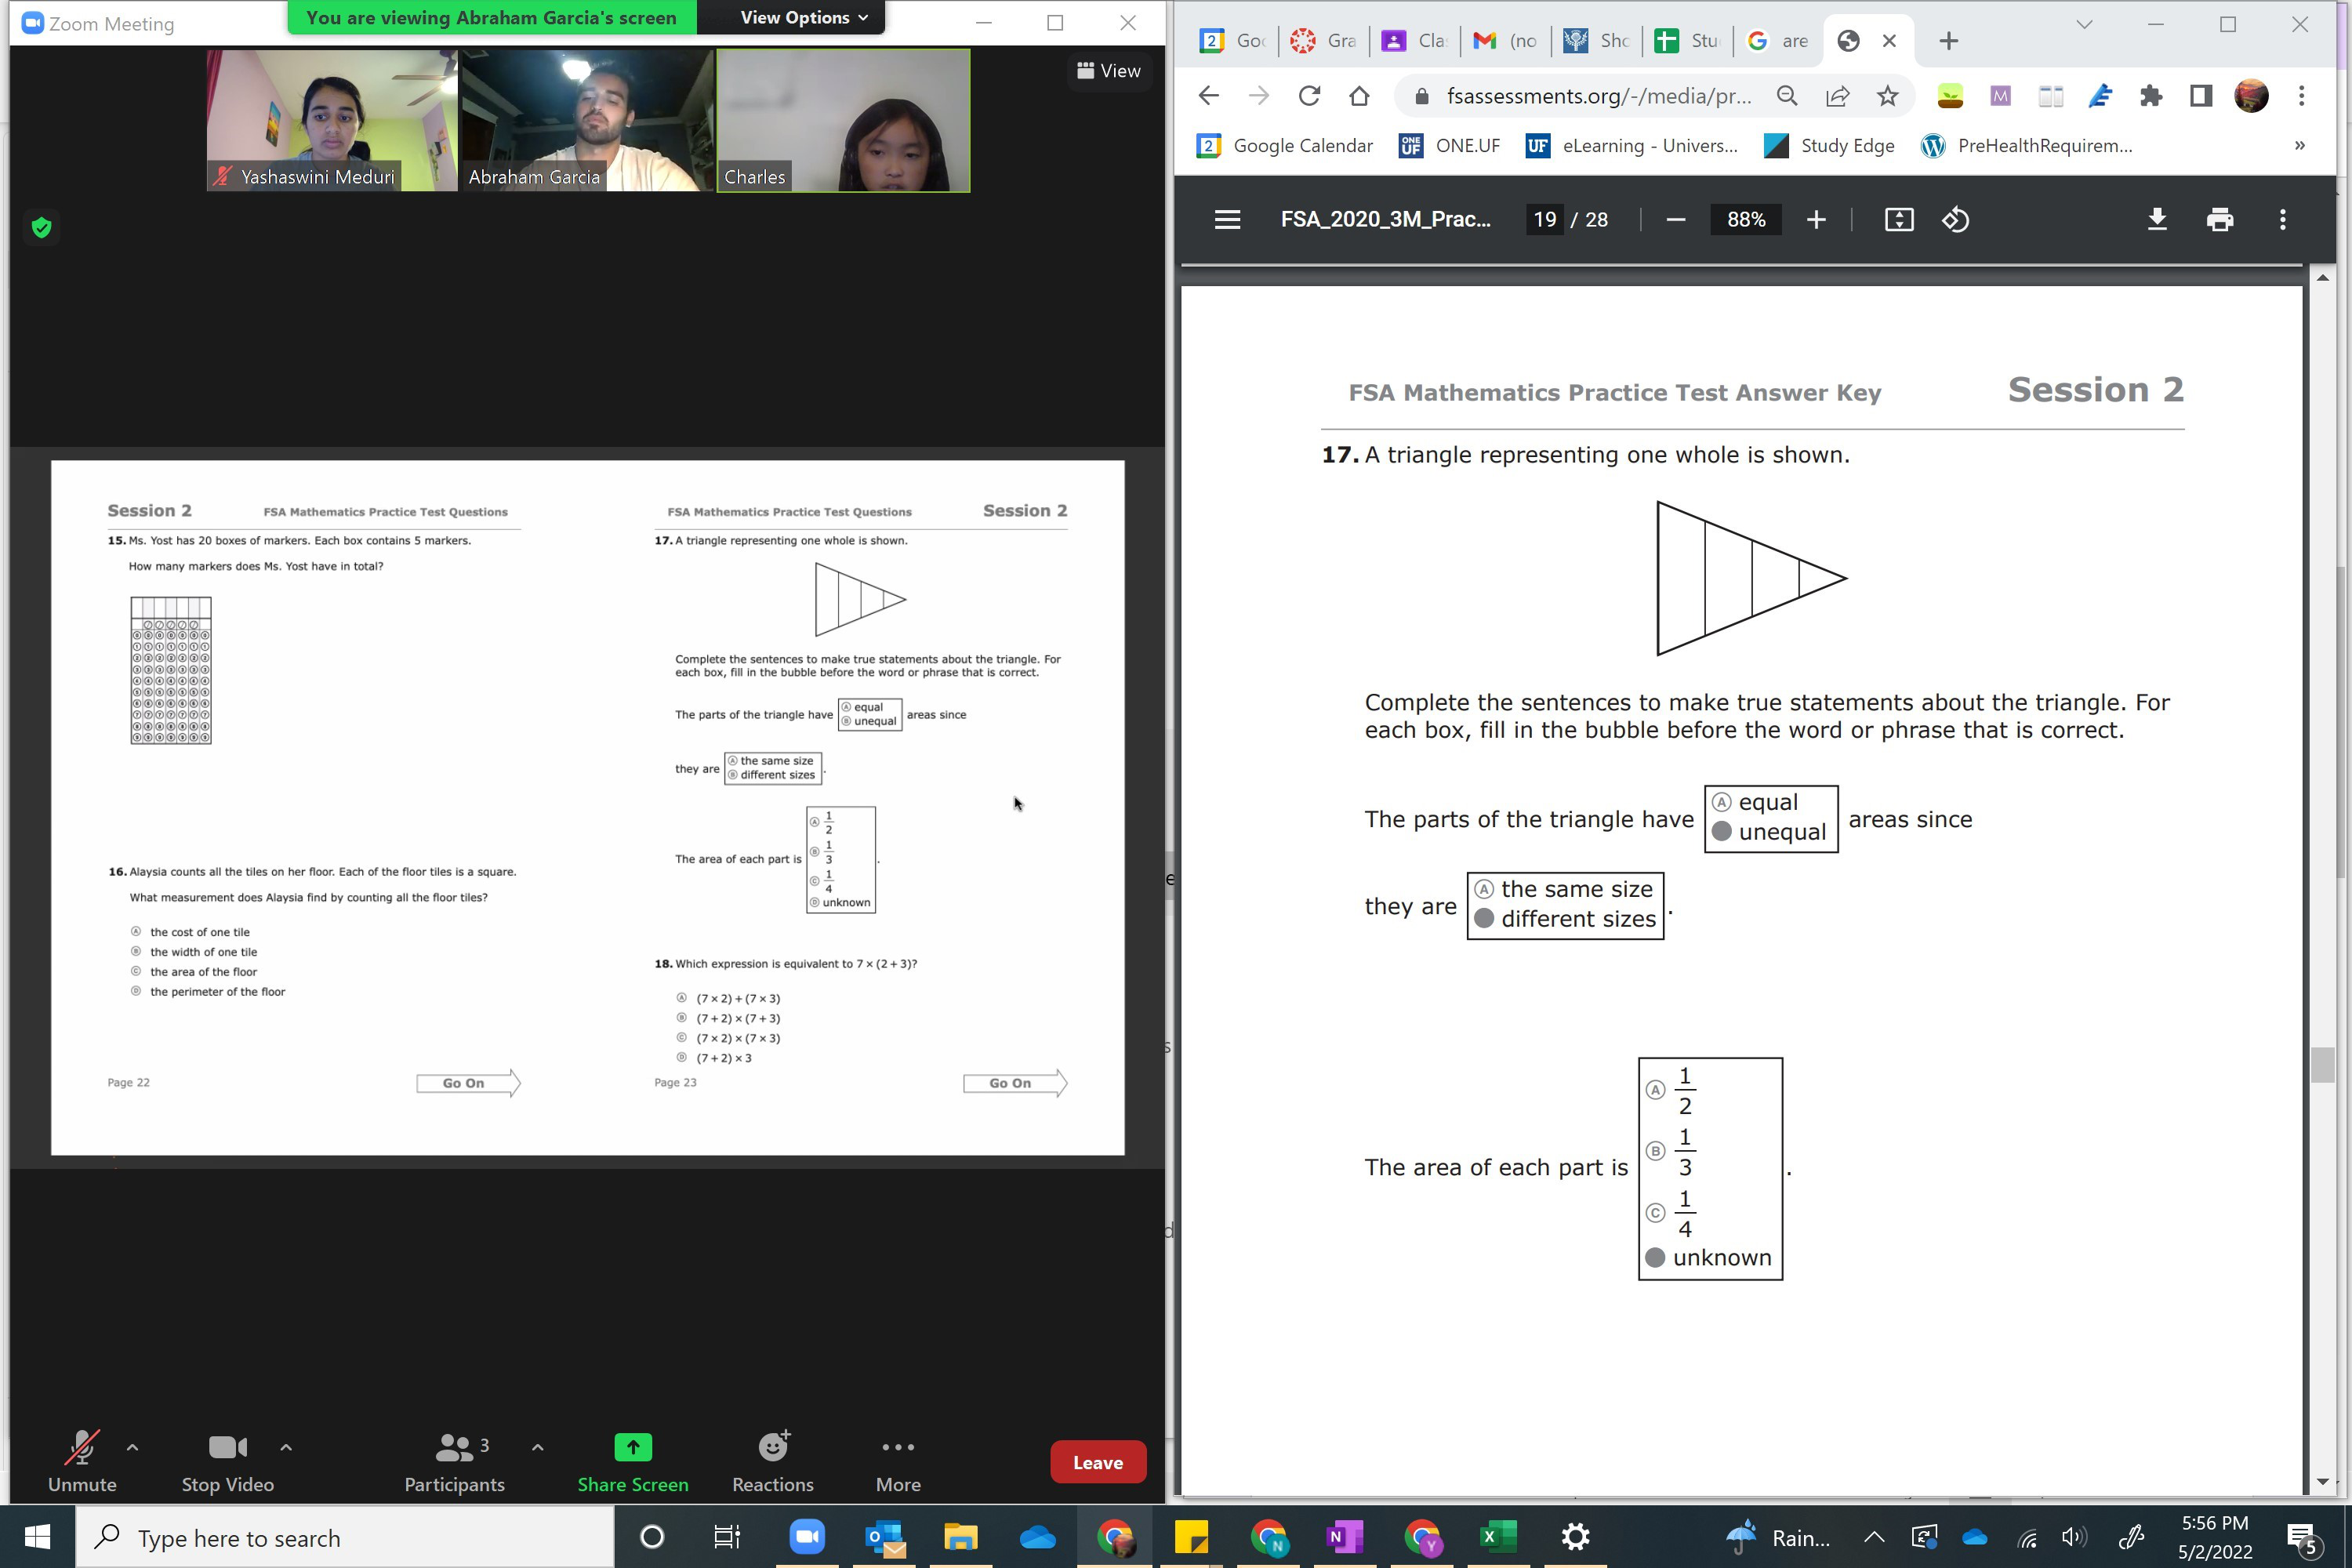 Zoom Meeting
You are viewing Abraham Garcia's screen
View Options
View
Yashaswini Meduri
Abraham Garcia
Charles
Session 2
FSA Mathematics Practice Test Questions
15. Ms. Yost has 20 boxes of markers. Each box contains 5 markers.
How many markers does Ms. Yost have in total?
16. Alaysia counts all the tiles on her floor. Each of the floor tiles is a square.
What measurement does Alaysia find by counting all the floor tiles?
Ⓐ the cost of one tile
Ⓑ the width of one tile
Ⓒ the area of the floor
Ⓓ the perimeter of the floor
Page 22
Go On
FSA Mathematics Practice Test Questions
Session 2
17. A triangle representing one whole is shown.
Complete the sentences to make true statements about the triangle. For
each box, fill in the bubble before the word or phrase that is correct.
The parts of the triangle have Ⓐ equal Ⓑ unequal areas since
they are Ⓐ the same size Ⓑ different sizes .
The area of each part is Ⓐ 1/2 Ⓑ 1/3 Ⓒ 1/4 Ⓓ unknown .
18. Which expression is equivalent to 7 × (2 + 3)?
Ⓐ (7 × 2) + (7 × 3)
Ⓑ (7 + 2) × (7 + 3)
Ⓒ (7 × 2) × (7 × 3)
Ⓓ (7 + 2) × 3
Page 23
Go On
Unmute
Stop Video
3
Participants
Share Screen
Reactions
More
Leave
2 Go Gra Cla (no Sho Stu are
fsassessments.org/-/media/pr...
M
2 Google Calendar
ONE UF ONE.UF
UF eLearning - Univers...
Study Edge
PreHealthRequirem...
»
FSA_2020_3M_Prac...
19 / 28
88%
FSA Mathematics Practice Test Answer Key
Session 2
17. A triangle representing one whole is shown.
Complete the sentences to make true statements about the triangle. For
each box, fill in the bubble before the word or phrase that is correct.
The parts of the triangle have Ⓐ equal ● unequal areas since
they are Ⓐ the same size ● different sizes .
The area of each part is Ⓐ 1/2 Ⓑ 1/3 Ⓒ 1/4 ● unknown .
Type here to search
Rain...
5:56 PM
5/2/2022
5